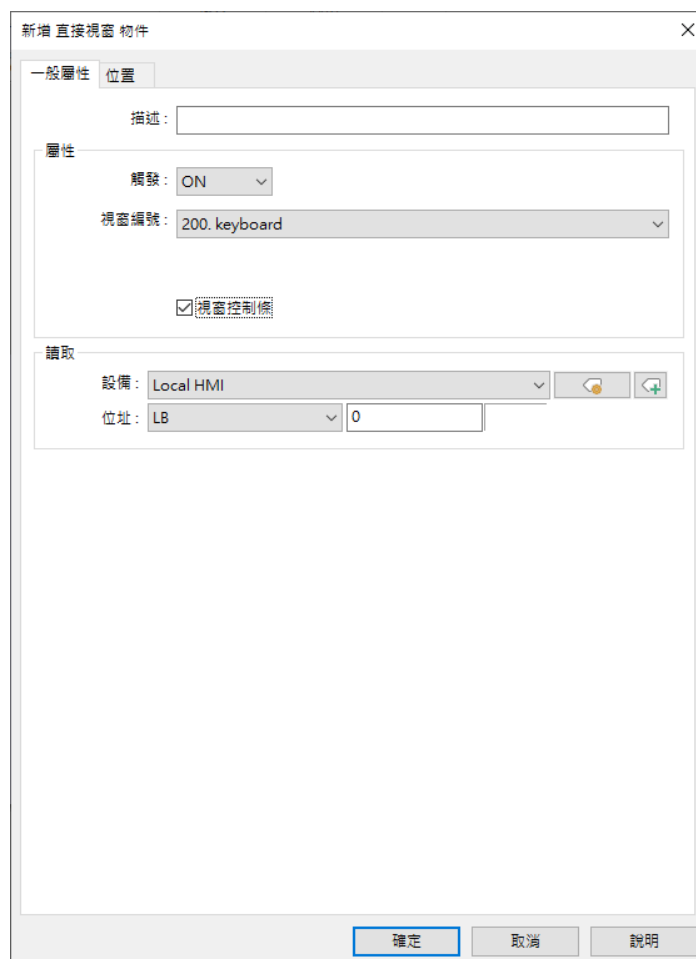 新增 直接視窗 物件
一般屬性 位置
描述 :
屬性
觸發 : ON
視窗編號 : 200. keyboard
視窗控制條
讀取
設備 : Local HMI
位址 : LB 0
確定 取消 說明